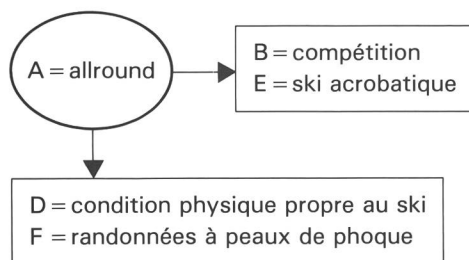 A = allround
B = compétition
E = ski acrobatique
D = condition physique propre au ski
F = randonnées à peaux de phoque